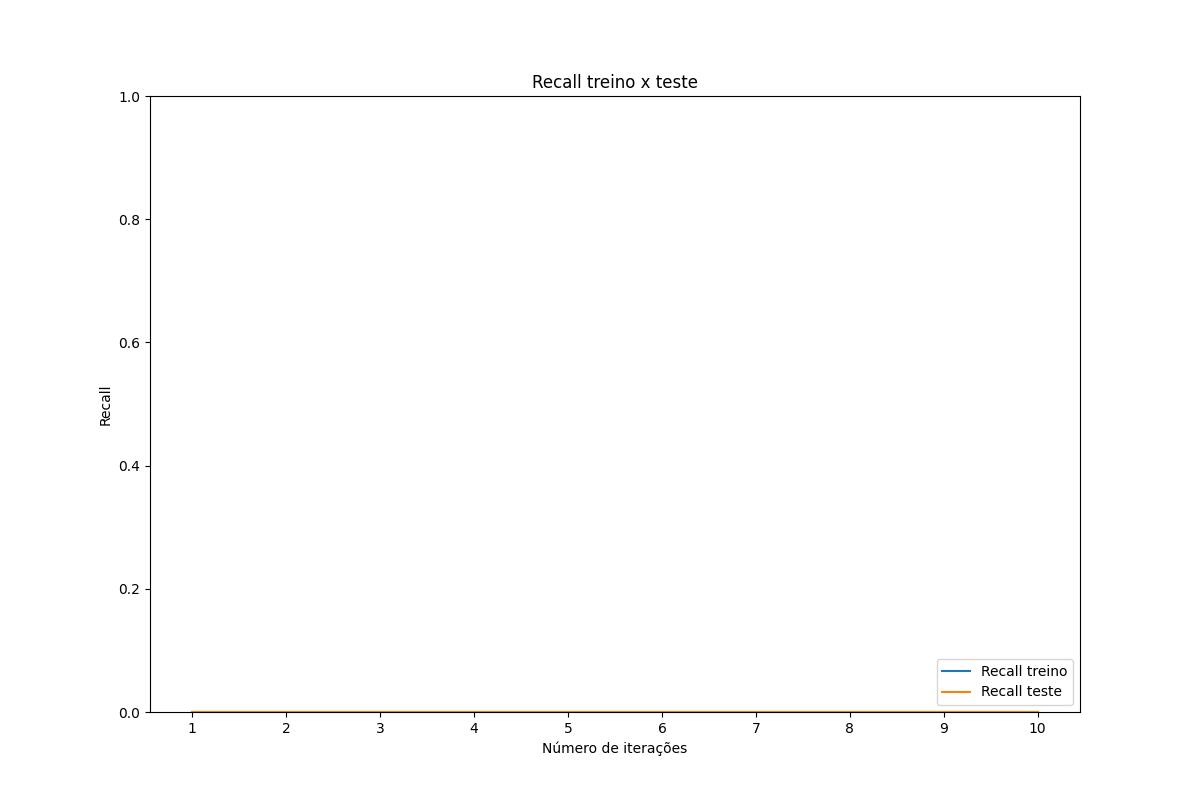 Recall treino x teste
1.0
0.8
0.6
0.4
0.2
0.0
Recall
Recall treino
Recall teste
1 2 3 4 5 6 7 8 9 10
Número de iterações